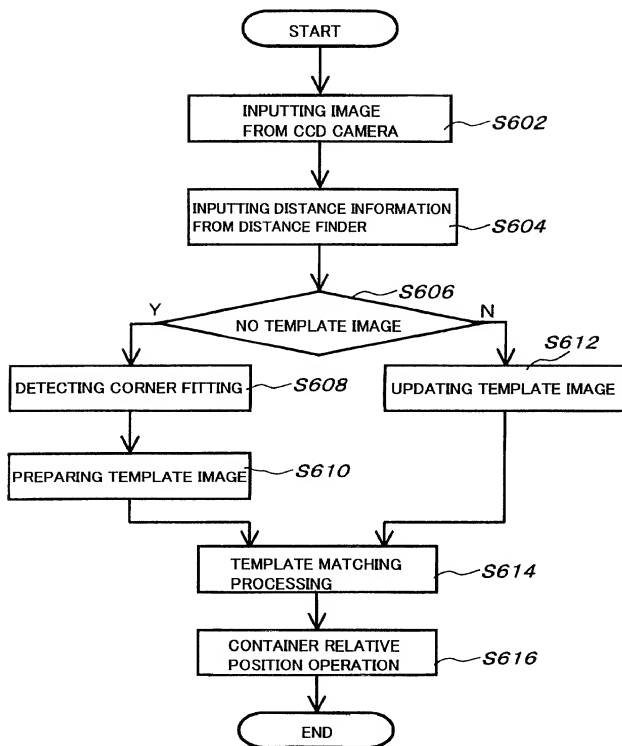 START
INPUTTING IMAGE
FROM CCD CAMERA
S602
INPUTTING DISTANCE INFORMATION
FROM DISTANCE FINDER
S604
S606
Y
NO TEMPLATE IMAGE
N
S612
DETECTING CORNER FITTING
S608
UPDATING TEMPLATE IMAGE
PREPARING TEMPLATE IMAGE
S610
TEMPLATE MATCHING
PROCESSING
S614
CONTAINER RELATIVE
POSITION OPERATION
S616
END